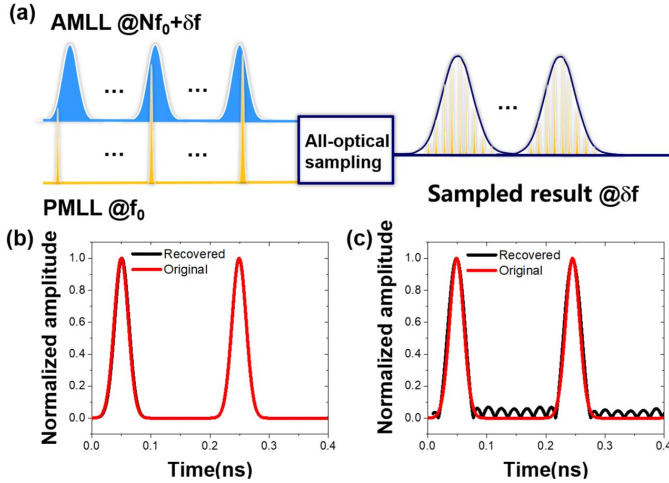 (a)
AMLL @Nf₀+δf
... ...
...
All-optical
sampling
... ...
PMLL @f₀
Sampled result @δf
(b)
Normalized amplitude
1.0
0.8
0.6
0.4
0.2
0.0
Recovered
Original
0.0 0.1 0.2 0.3 0.4
Time(ns)
(c)
Normalized amplitude
1.0
0.8
0.6
0.4
0.2
0.0
Recovered
Original
0.0 0.1 0.2 0.3 0.4
Time(ns)